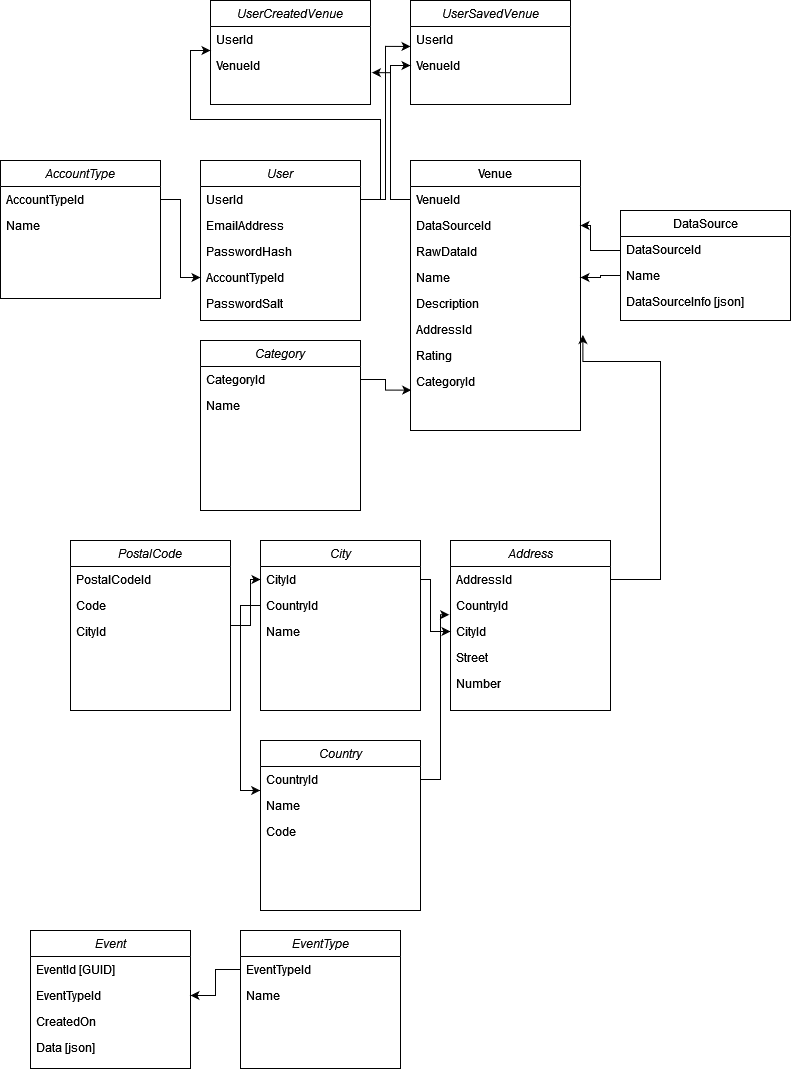 UserCreatedVenue
UserId
VenueId
UserSavedVenue
UserId
VenueId
AccountType
AccountTypeId
Name
User
UserId
EmailAddress
PasswordHash
AccountTypeId
PasswordSalt
Venue
VenueId
DataSourceId
RawDataId
Name
Description
AddressId
Rating
CategoryId
DataSource
DataSourceId
Name
DataSourceInfo [json]
Category
CategoryId
Name
PostalCode
PostalCodeId
Code
CityId
City
CityId
CountryId
Name
Address
AddressId
CountryId
CityId
Street
Number
Country
CountryId
Name
Code
Event
EventId [GUID]
EventTypeId
CreatedOn
Data [json]
EventType
EventTypeId
Name